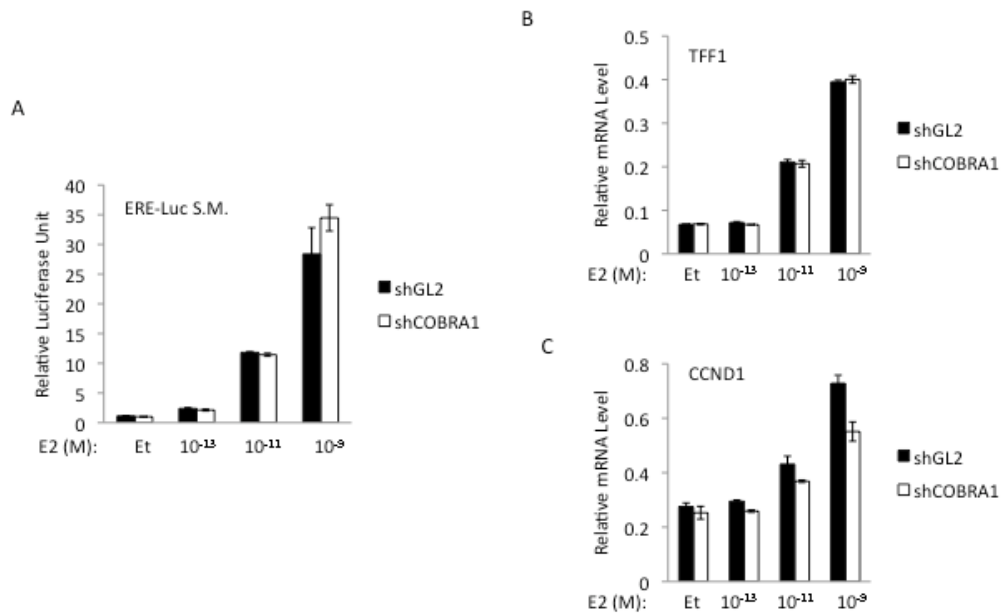 A
Relative Luciferase Unit
40
35
30
25
20
15
10
5
0
ERE-Luc S.M.
E2 (M): Et 10-13 10-11 10-9
shGL2
shCOBRA1
B
Relative mRNA Level
0.5
0.4
0.3
0.2
0.1
0
TFF1
E2 (M): Et 10-13 10-11 10-9
shGL2
shCOBRA1
C
Relative mRNA Level
0.8
0.6
0.4
0.2
0
CCND1
E2 (M): Et 10-13 10-11 10-9
shGL2
shCOBRA1